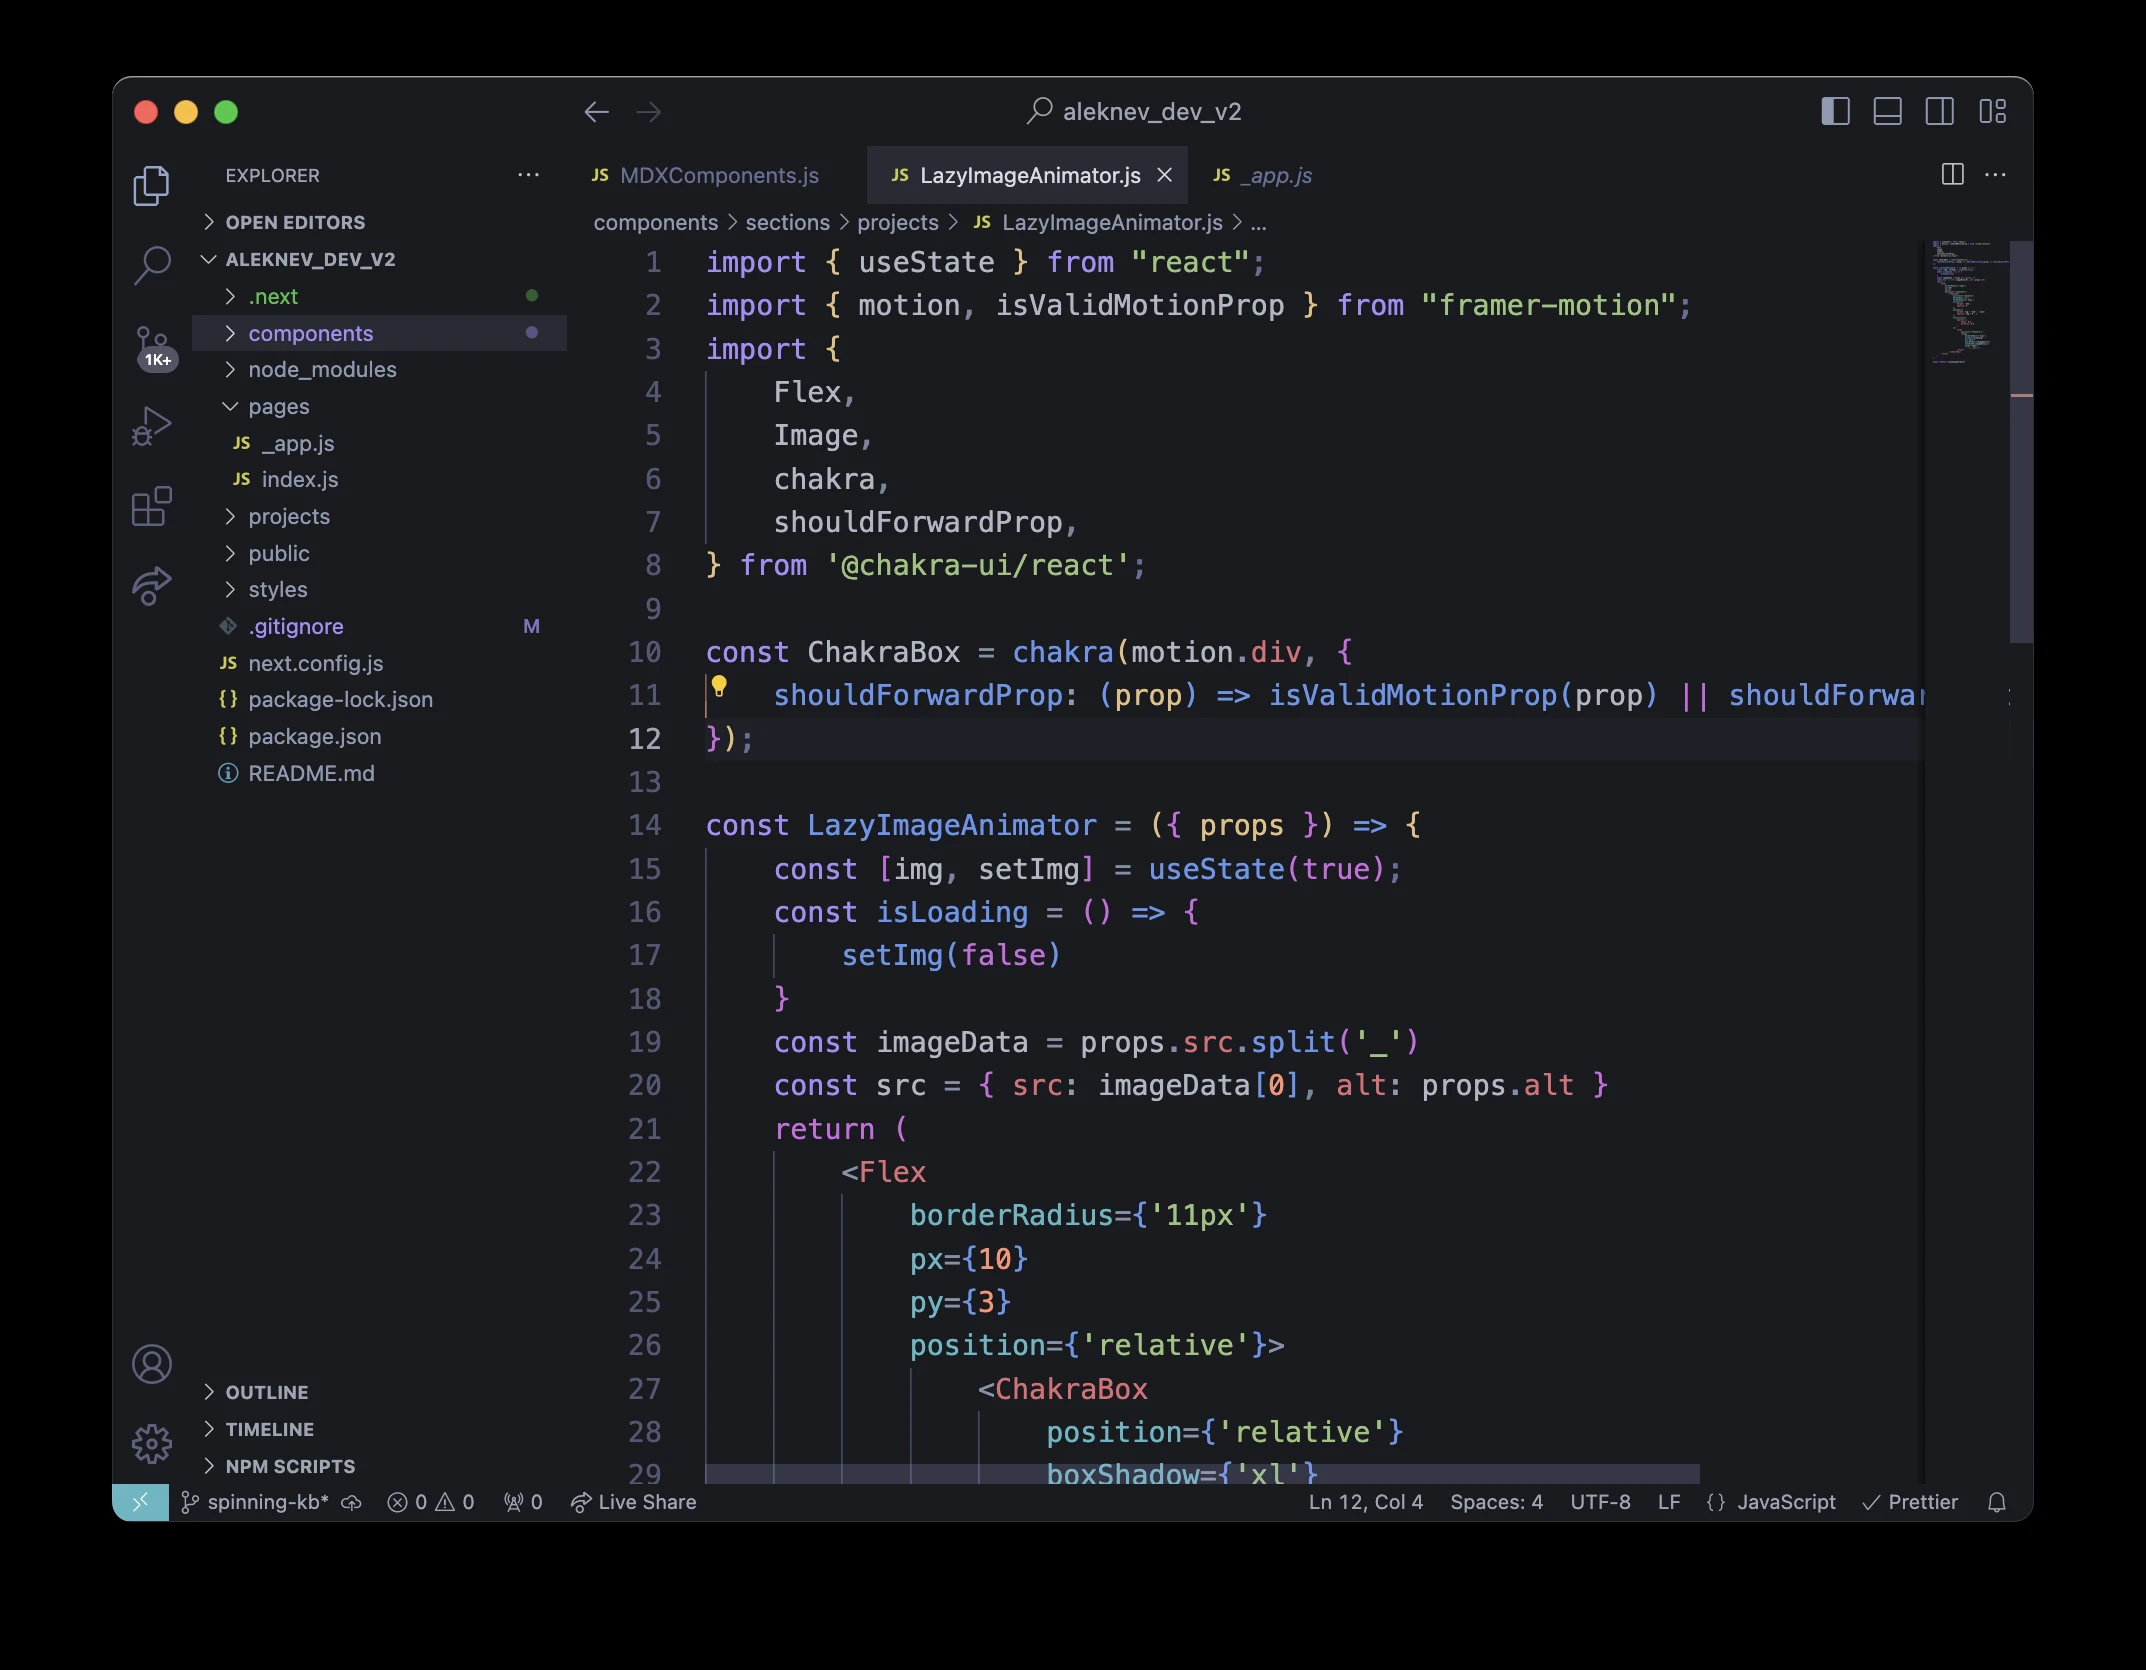 aleknev_dev_v2
EXPLORER ...
OPEN EDITORS
ALEKNEV_DEV_V2
.next
components
node_modules
pages
JS _app.js
JS index.js
projects
public
styles
.gitignore M
JS next.config.js
{} package-lock.json
{} package.json
README.md
1K+
OUTLINE
TIMELINE
NPM SCRIPTS
JS MDXComponents.js JS LazyImageAnimator.js JS _app.js
components > sections > projects > JS LazyImageAnimator.js > ...
1 import { useState } from "react";
2 import { motion, isValidMotionProp } from "framer-motion";
3 import {
4     Flex,
5     Image,
6     chakra,
7     shouldForwardProp,
8 } from '@chakra-ui/react';
9
10 const ChakraBox = chakra(motion.div, {
11     shouldForwardProp: (prop) => isValidMotionProp(prop) || shouldForwar
12 });
13
14 const LazyImageAnimator = ({ props }) => {
15     const [img, setImg] = useState(true);
16     const isLoading = () => {
17         setImg(false)
18     }
19     const imageData = props.src.split('_')
20     const src = { src: imageData[0], alt: props.alt }
21     return (
22         <Flex
23             borderRadius={'11px'}
24             px={10}
25             py={3}
26             position={'relative'}>
27                 <ChakraBox
28                     position={'relative'}
29                     boxShadow={'xl'}
spinning-kb* 0 0 0 Live Share Ln 12, Col 4 Spaces: 4 UTF-8 LF {} JavaScript Prettier